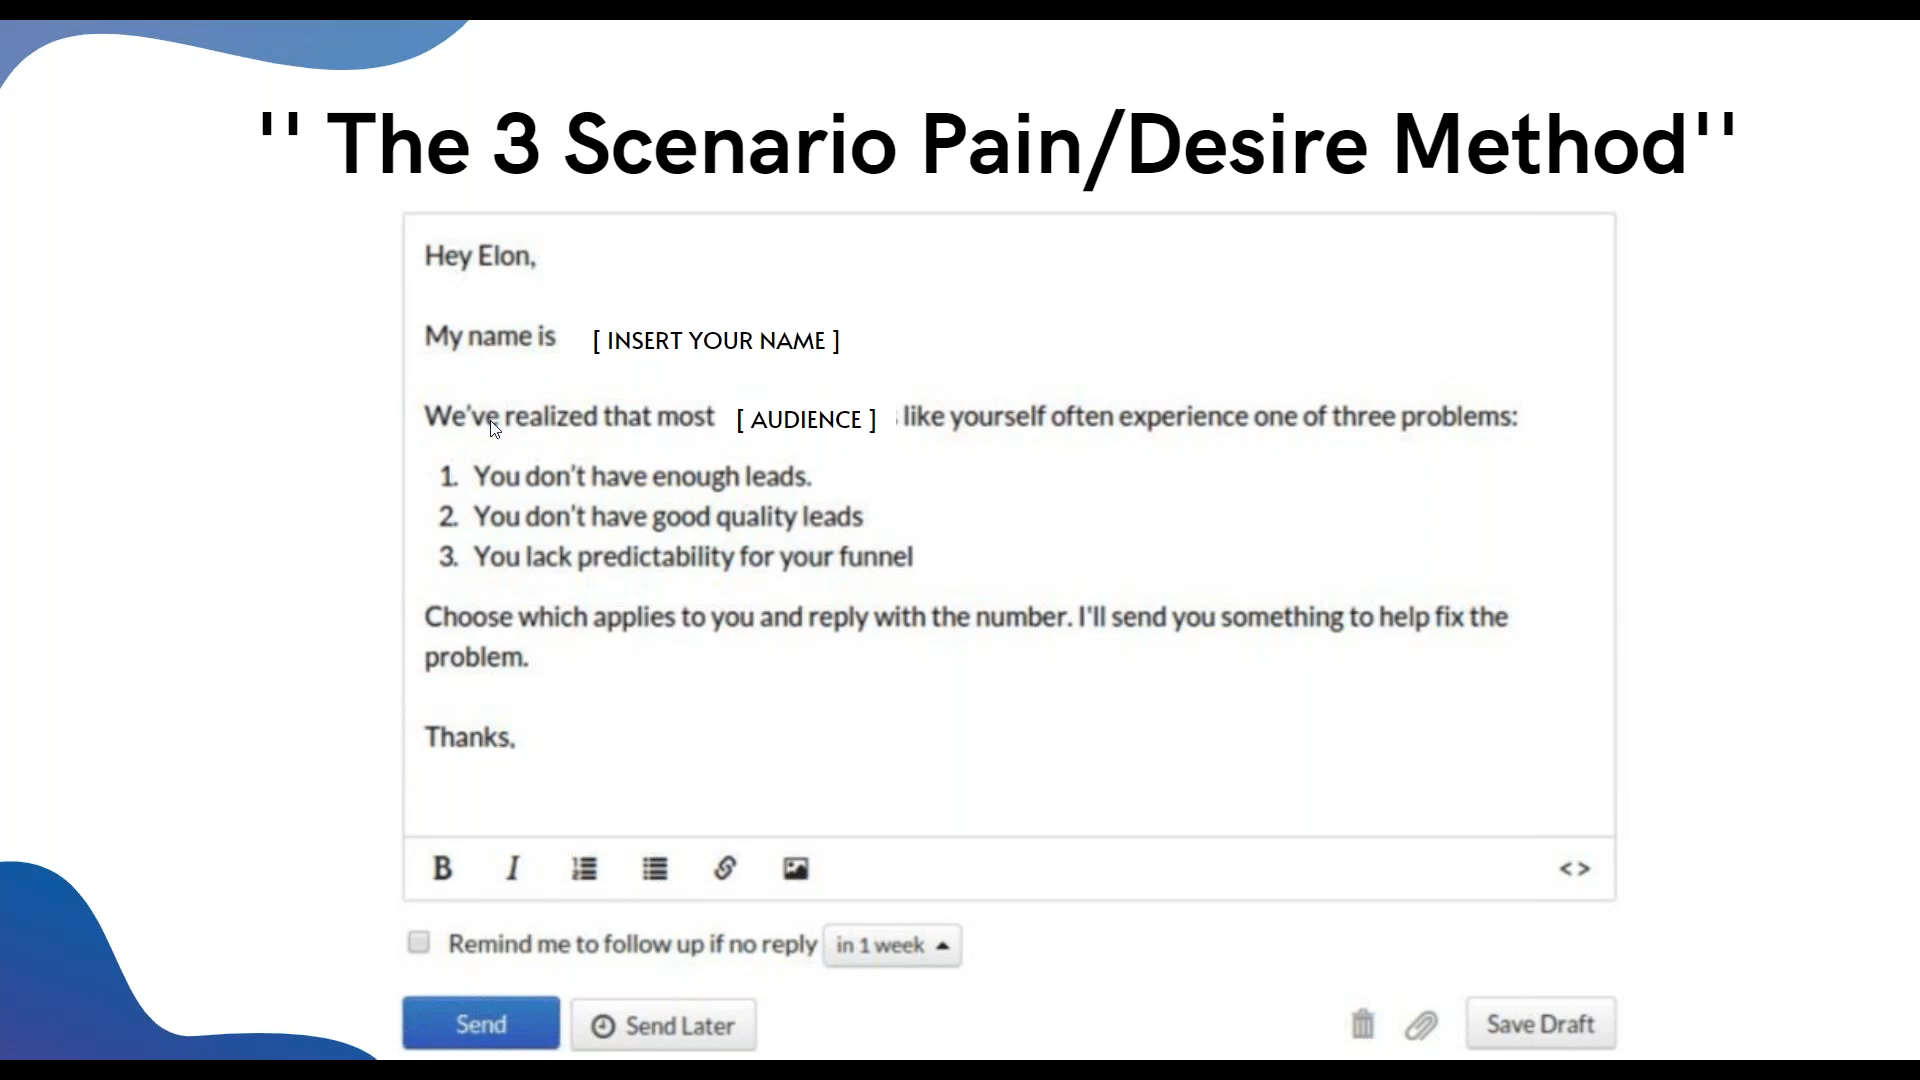 '' The 3 Scenario Pain/Desire Method''
Hey Elon,
My name is [ INSERT YOUR NAME ]
We've realized that most [ AUDIENCE ] like yourself often experience one of three problems:
1. You don't have enough leads.
2. You don't have good quality leads
3. You lack predictability for your funnel
Choose which applies to you and reply with the number. I'll send you something to help fix the
problem.
Thanks,
B I <>
Remind me to follow up if no reply in 1 week
Send Send Later Save Draft